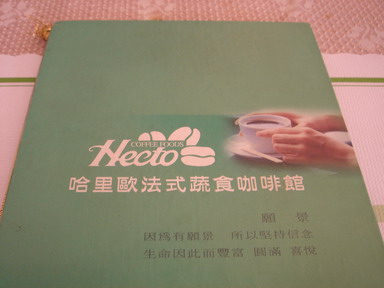 COFFEE FOODS
Hecto
哈里歐法式蔬食咖啡館
願 景
因為有願景 所以堅持信念
生命因此而豐富 圓滿 喜悅